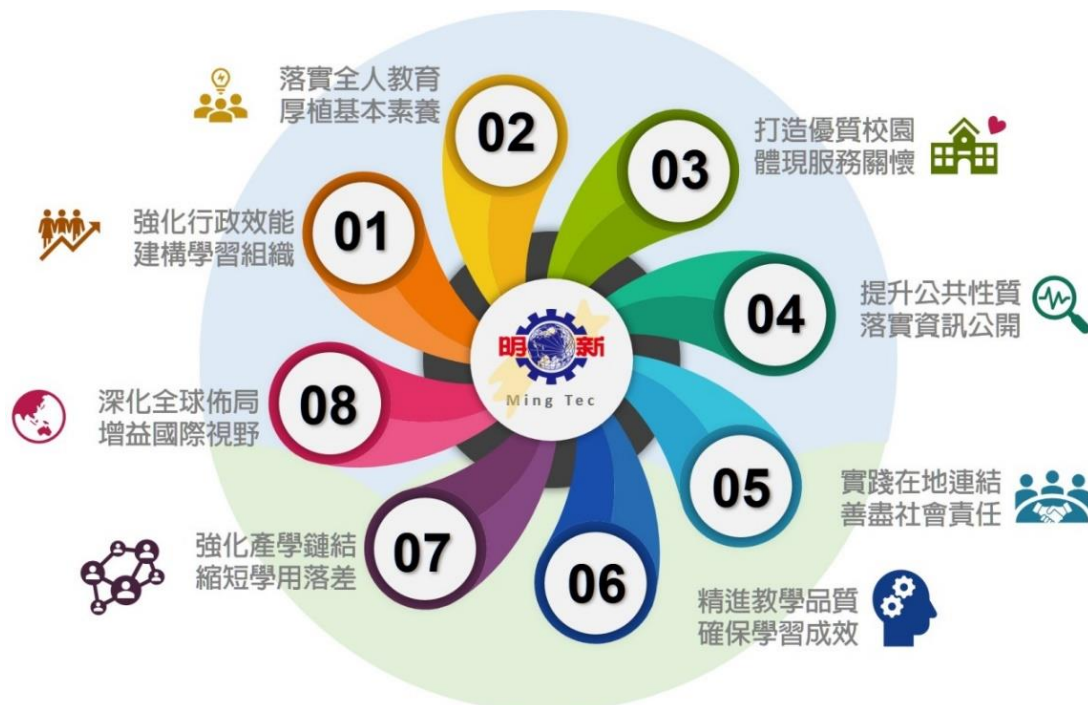 01
強化行政效能
建構學習組織
02
落實全人教育
厚植基本素養
03
打造優質校園
體現服務關懷
04
提升公共性質
落實資訊公開
05
實踐在地連結
善盡社會責任
06
精進教學品質
確保學習成效
07
強化產學鏈結
縮短學用落差
08
深化全球佈局
增益國際視野
明新
Ming Tec